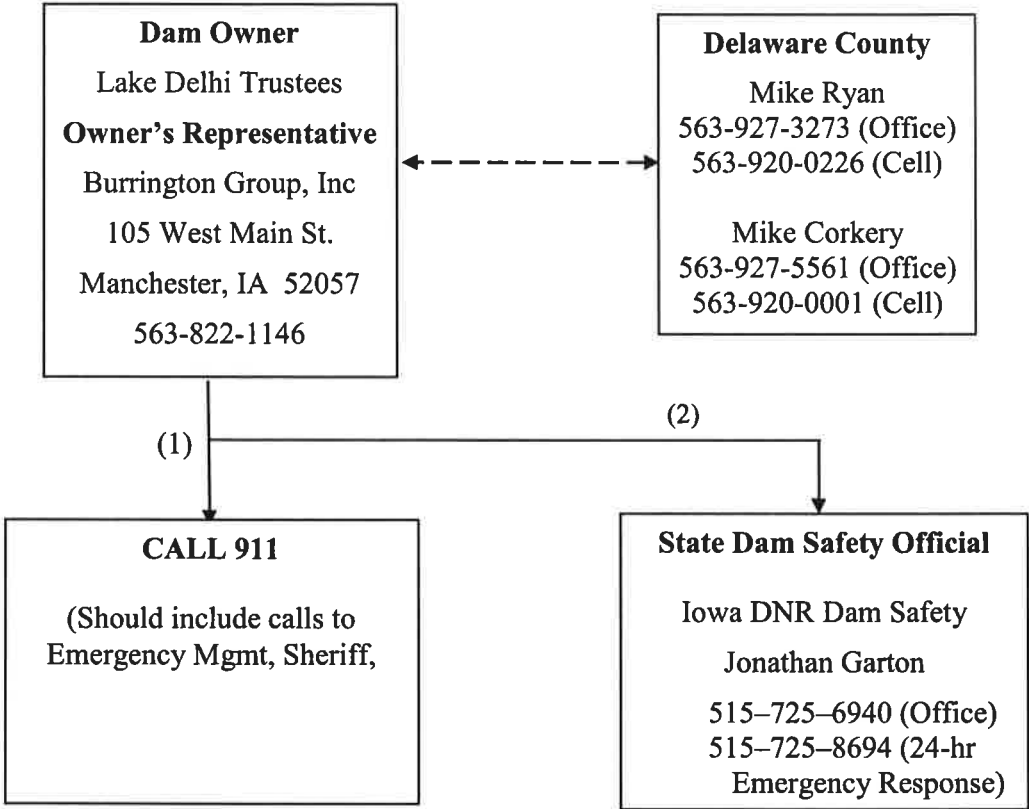 Dam Owner
Lake Delhi Trustees
Owner's Representative
Burrington Group, Inc
105 West Main St.
Manchester, IA 52057
563-822-1146
Delaware County
Mike Ryan
563-927-3273 (Office)
563-920-0226 (Cell)
Mike Corkery
563-927-5561 (Office)
563-920-0001 (Cell)
(1)
(2)
CALL 911
(Should include calls to
Emergency Mgmt, Sheriff,
State Dam Safety Official
Iowa DNR Dam Safety
Jonathan Garton
515–725–6940 (Office)
515–725–8694 (24-hr
Emergency Response)